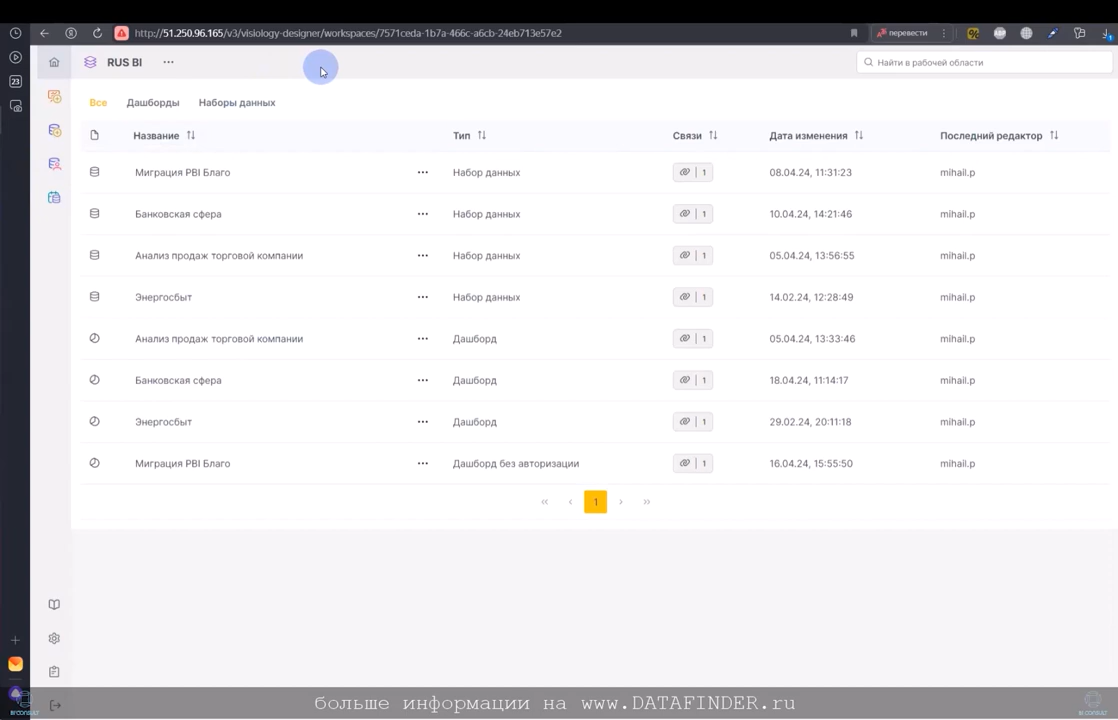 http://51.250.96.165/v3/visiology-designer/workspaces/7571ceda-1b7a-466c-a6cb-24eb713e57e2
перевести
ABP
23
1
RUS BI
Найти в рабочей области
Все Дашборды Наборы данных
Название Тип Связи Дата изменения Последний редактор
Миграция PBI Благо Набор данных 1 08.04.24, 11:31:23 mihail.p
Банковская сфера Набор данных 1 10.04.24, 14:21:46 mihail.p
Анализ продаж торговой компании Набор данных 1 05.04.24, 13:56:55 mihail.p
Энергосбыт Набор данных 1 14.02.24, 12:28:49 mihail.p
Анализ продаж торговой компании Дашборд 1 05.04.24, 13:33:46 mihail.p
Банковская сфера Дашборд 1 18.04.24, 11:14:17 mihail.p
Энергосбыт Дашборд 1 29.02.24, 20:11:18 mihail.p
Миграция PBI Благо Дашборд без авторизации 1 16.04.24, 15:55:50 mihail.p
« ‹ 1 › »
больше информации на www.DATAFINDER.ru
BI CONSULT
BI CONSULT